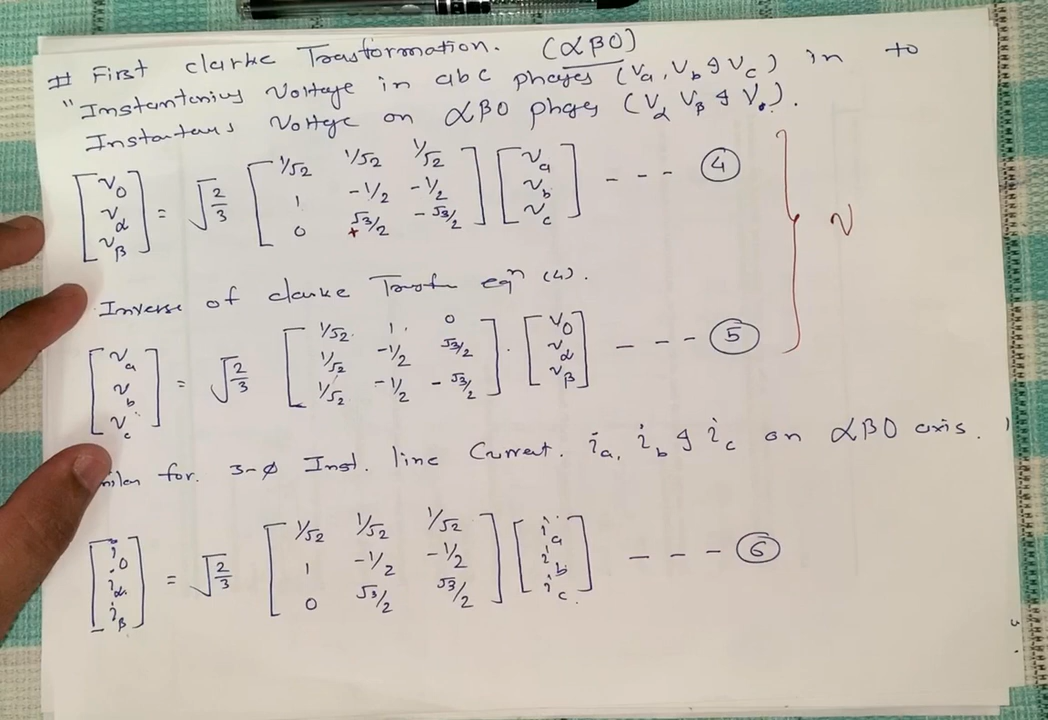 # First clarke Trasformation. (αβ0)
"Instantenius Voltage in abc phases (Va, Vb & Vc) in to
Instantaus Voltage on αβ0 phges (Vα Vβ & V0).
[v0 vα vβ] = √2/3 [1/√2 1/√2 1/√2; 1 -1/2 -1/2; 0 +√3/2 -√3/2] [va vb vc] - - - (4)
v
Inverse of clarke Transfm eqn (4).
[va vb vc] = √2/3 [1/√2 1 0; 1/√2 -1/2 √3/2; 1/√2 -1/2 -√3/2] . [v0 vα vβ] - - - (5)
for. 3-φ Inst. line Current. ia, ib & ic on αβ0 axis.
[i0 iα iβ] = √2/3 [1/√2 1/√2 1/√2; 1 -1/2 -1/2; 0 √3/2 √3/2] [ia ib ic] - - - (6)